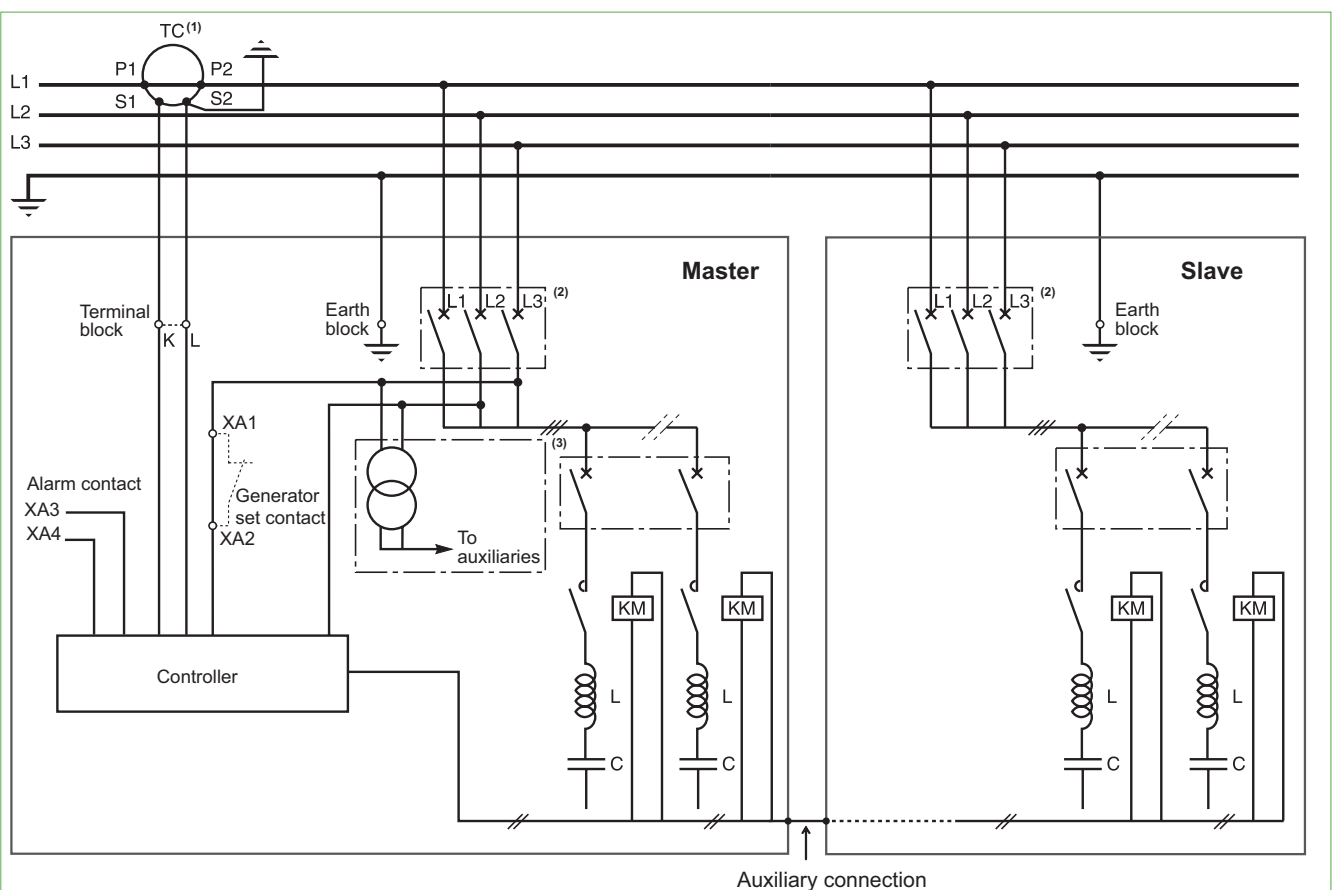 TC(1)
P1 P2
L1
S1 S2
L2
L3
Master
Slave
L1 L2 L3 (2)
L1 L2 L3 (2)
Terminal block
K L
Earth block
Earth block
XA1
(3)
Alarm contact
XA3
Generator set contact
XA4
XA2
To auxiliaries
KM KM KM KM
Controller
L L L L
C C C C
Auxiliary connection